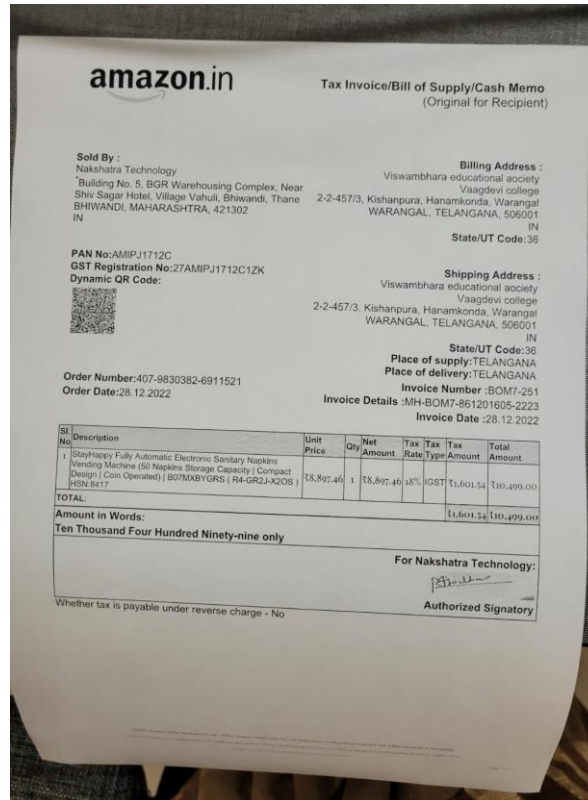 amazon.in
Tax Invoice/Bill of Supply/Cash Memo
(Original for Recipient)
Sold By :
Nakshatra Technology
*Building No. 5, BGR Warehousing Complex, Near
Shiv Sagar Hotel, Village Vahuli, Bhiwandi, Thane
BHIWANDI, MAHARASHTRA, 421302
IN
Billing Address :
Viswambhara educational aociety
Vaagdevi college
2-2-457/3, Kishanpura, Hanamkonda, Warangal
WARANGAL, TELANGANA, 506001
IN
State/UT Code:36
PAN No:AMIPJ1712C
GST Registration No:27AMIPJ1712C1ZK
Dynamic QR Code:
Shipping Address :
Viswambhara educational aociety
Vaagdevi college
2-2-457/3, Kishanpura, Hanamkonda, Warangal
WARANGAL, TELANGANA, 506001
IN
State/UT Code:36
Place of supply:TELANGANA
Place of delivery:TELANGANA
Order Number:407-9830382-6911521
Order Date:28.12.2022
Invoice Number :BOM7-251
Invoice Details :MH-BOM7-861201605-2223
Invoice Date :28.12.2022
Sl. No Description Unit Price Qty Net Amount Tax Rate Tax Type Tax Amount Total Amount
1 StayHappy Fully Automatic Electronic Sanitary Napkins
Vending Machine (50 Napkins Storage Capacity | Compact
Design | Coin Operated) | B07MXBYGRS ( R4-GR2J-X2OS )
HSN:8417
₹8,897.46 1 ₹8,897.46 18% IGST ₹1,601.54 ₹10,499.00
TOTAL: ₹1,601.54 ₹10,499.00
Amount in Words:
Ten Thousand Four Hundred Ninety-nine only
For Nakshatra Technology:
Authorized Signatory
Whether tax is payable under reverse charge - No